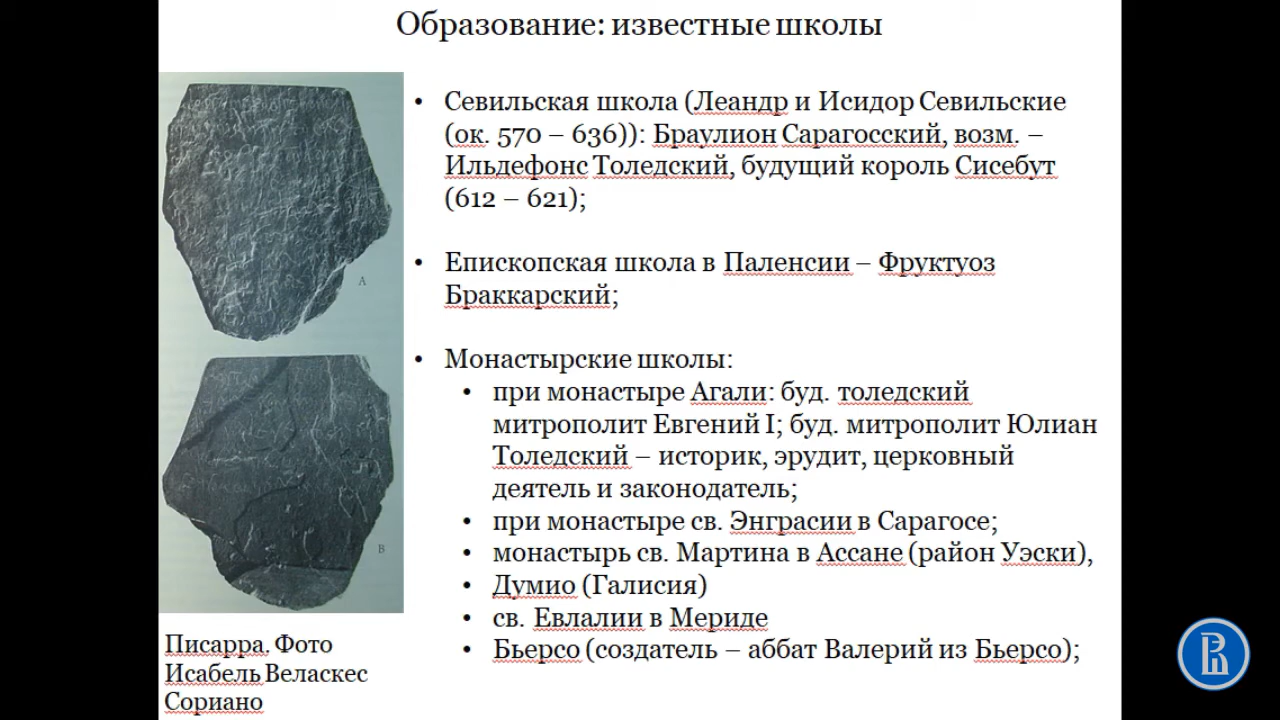 Образование: известные школы
• Севильская школа (Леандр и Исидор Севильские
(ок. 570 – 636)): Браулион Сарагосский, возм. –
Ильдефонс Толедский, будущий король Сисебут
(612 – 621);
• Епископская школа в Паленсии – Фруктуоз
Браккарский;
• Монастырские школы:
• при монастыре Агали: буд. толедский
митрополит Евгений I; буд. митрополит Юлиан
Толедский – историк, эрудит, церковный
деятель и законодатель;
• при монастыре св. Энграсии в Сарагосе;
• монастырь св. Мартина в Ассане (район Уэски),
• Думио (Галисия)
• св. Евлалии в Мериде
• Бьерсо (создатель – аббат Валерий из Бьерсо);
A
B
Писарра. Фото
Исабель Веласкес
Сориано